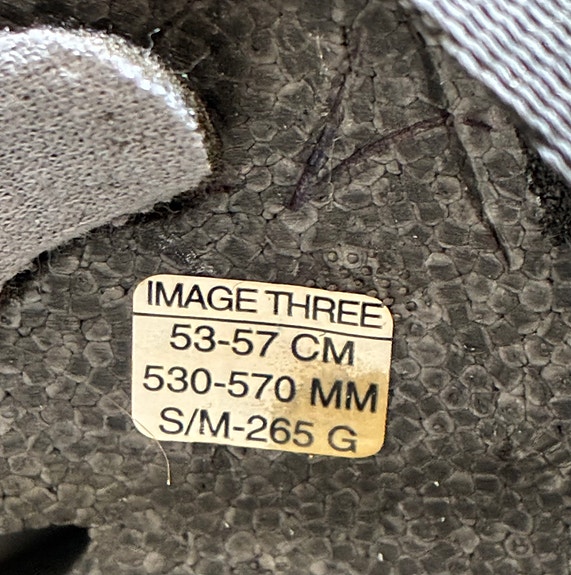 IMAGE THREE
53-57 CM
530-570 MM
S/M-265 G